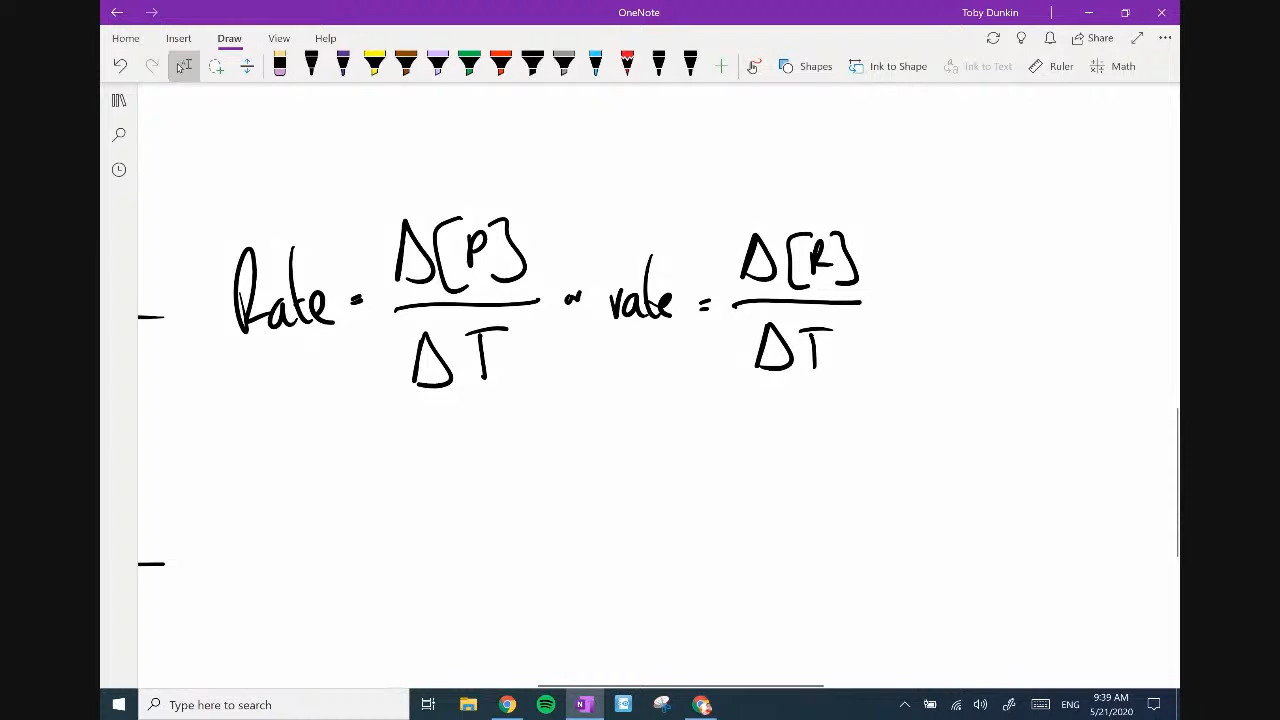 OneNote
Toby Dunkin
Home Insert Draw View Help
Share
Shapes Ink to Shape Ink to Text Ruler Math
Rate = Δ[P] / ΔT or rate = Δ[R] / ΔT
Type here to search
ENG
9:39 AM
5/21/2020